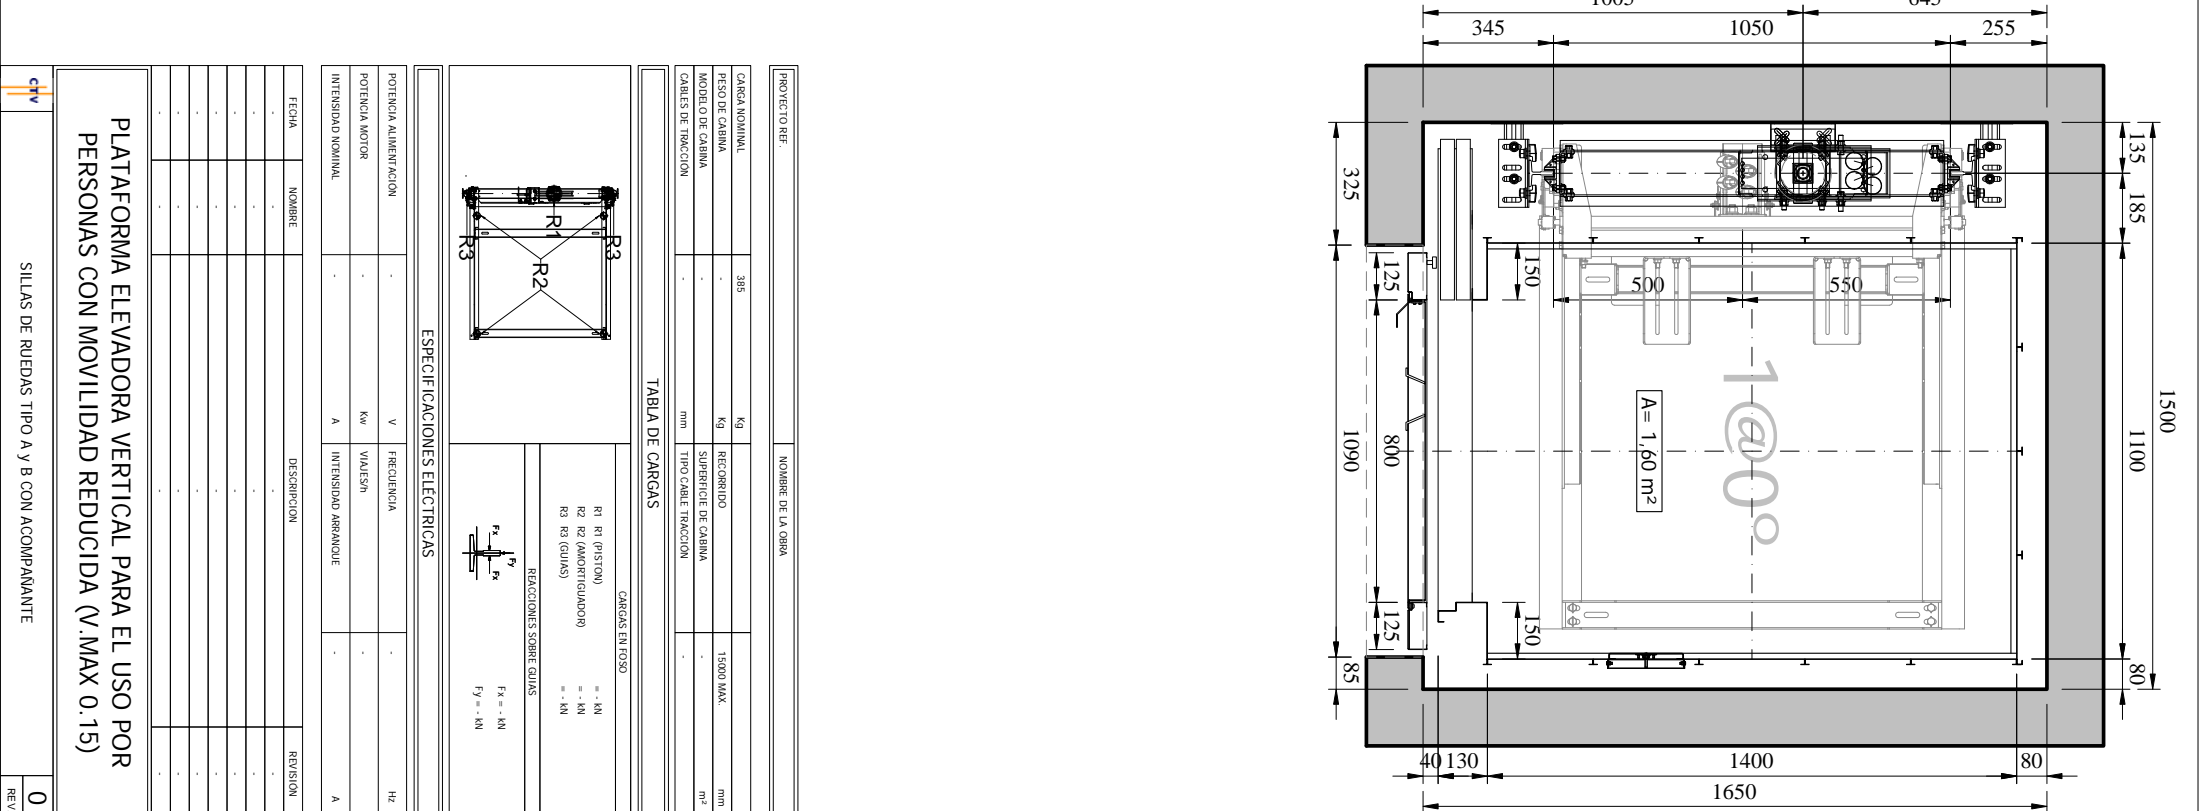 PROYECTO REF.
NOMBRE DE LA OBRA
CARGA NOMINAL 385 Kg RECORRIDO 15000 MAX. mm
PESO DE CABINA - Kg SUPERFICIE DE CABINA - m²
MODELO DE CABINA -
CABLES DE TRACCIÓN - mm TIPO CABLE TRACCIÓN -
TABLA DE CARGAS
CARGAS EN FOSO
R1 R1 (PISTON) = - kN
R2 R2 (AMORTIGUADOR) = - kN
R3 R3 (GUIAS) = - kN
REACCIONES SOBRE GUIAS
Fx = - kN
Fy = - kN
Fy
Fx
Fx
R1
R2
R3
R3
ESPECIFICACIONES ELÉCTRICAS
POTENCIA ALIMENTACIÓN - V FRECUENCIA - Hz
POTENCIA MOTOR - Kw VIAJES/h -
INTENSIDAD NOMINAL - A INTENSIDAD ARRANQUE - A
FECHA NOMBRE DESCRIPCION REVISIÓN
- - - -
- - - -
- - - -
- - - -
- - - -
- - - -
- - - -
PLATAFORMA ELEVADORA VERTICAL PARA EL USO POR
PERSONAS CON MOVILIDAD REDUCIDA (V.MAX 0.15)
CTV
SILLAS DE RUEDAS TIPO A y B CON ACOMPAÑANTE
0
REV
345
1050
255
135
185
1500
1100
80
325
1090
85
125
800
125
150
150
500
550
1@0°
A= 1,60 m²
40
130
1400
80
1650